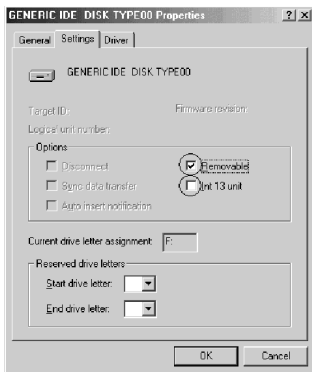 GENERIC IDE DISK TYPE00 Properties
General Settings Driver
GENERIC IDE DISK TYPE00
Target ID: Firmware revision:
Logical unit number:
Options
Disconnect Removable
Sync data transfer Int 13 unit
Auto insert notification
Current drive letter assignment: F:
Reserved drive letters
Start drive letter:
End drive letter:
OK Cancel